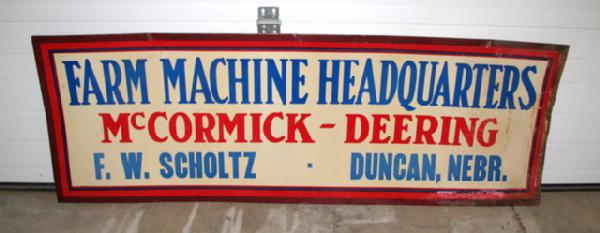 FARM MACHINE HEADQUARTERS
McCORMICK - DEERING
F. W. SCHOLTZ · DUNCAN, NEBR.